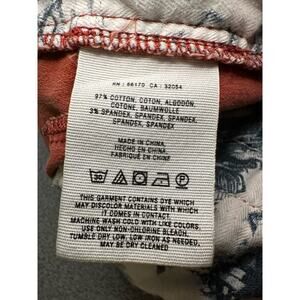 RN : 66170 CA : 32054
97% COTTON, COTON, ALGODÓN,
COTONE, BAUMWOLLE
3% SPANDEX, SPANDEX, SPANDEX,
SPANDEX, SPANDEX
MADE IN CHINA,
HECHO EN CHINA,
FABRIQUÉ EN CHINE
30 P
THIS GARMENT CONTAINS DYE WHICH
MAY DISCOLOR MATERIALS WITH WHICH
IT COMES IN CONTACT
MACHINE WASH COLD WITH LIKE COLORS,
USE ONLY NON-CHLORINE BLEACH,
TUMBLE DRY LOW, LOW IRON AS NEEDED,
MAY BE DRY CLEANED